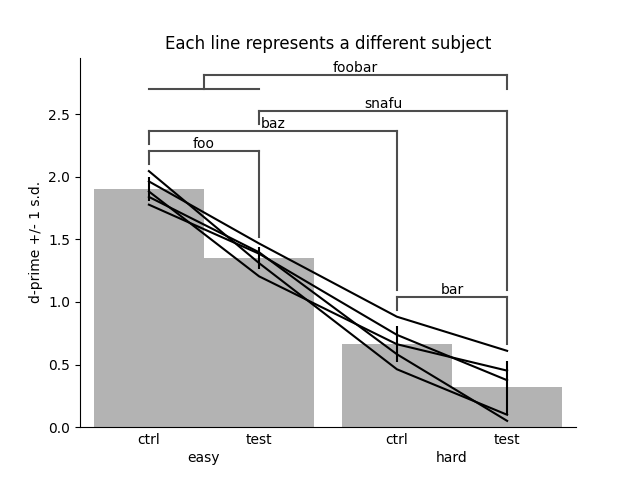 Each line represents a different subject
foobar
snafu
baz
foo
bar
d-prime +/- 1 s.d.
2.5
2.0
1.5
1.0
0.5
0.0
ctrl test ctrl test
easy hard